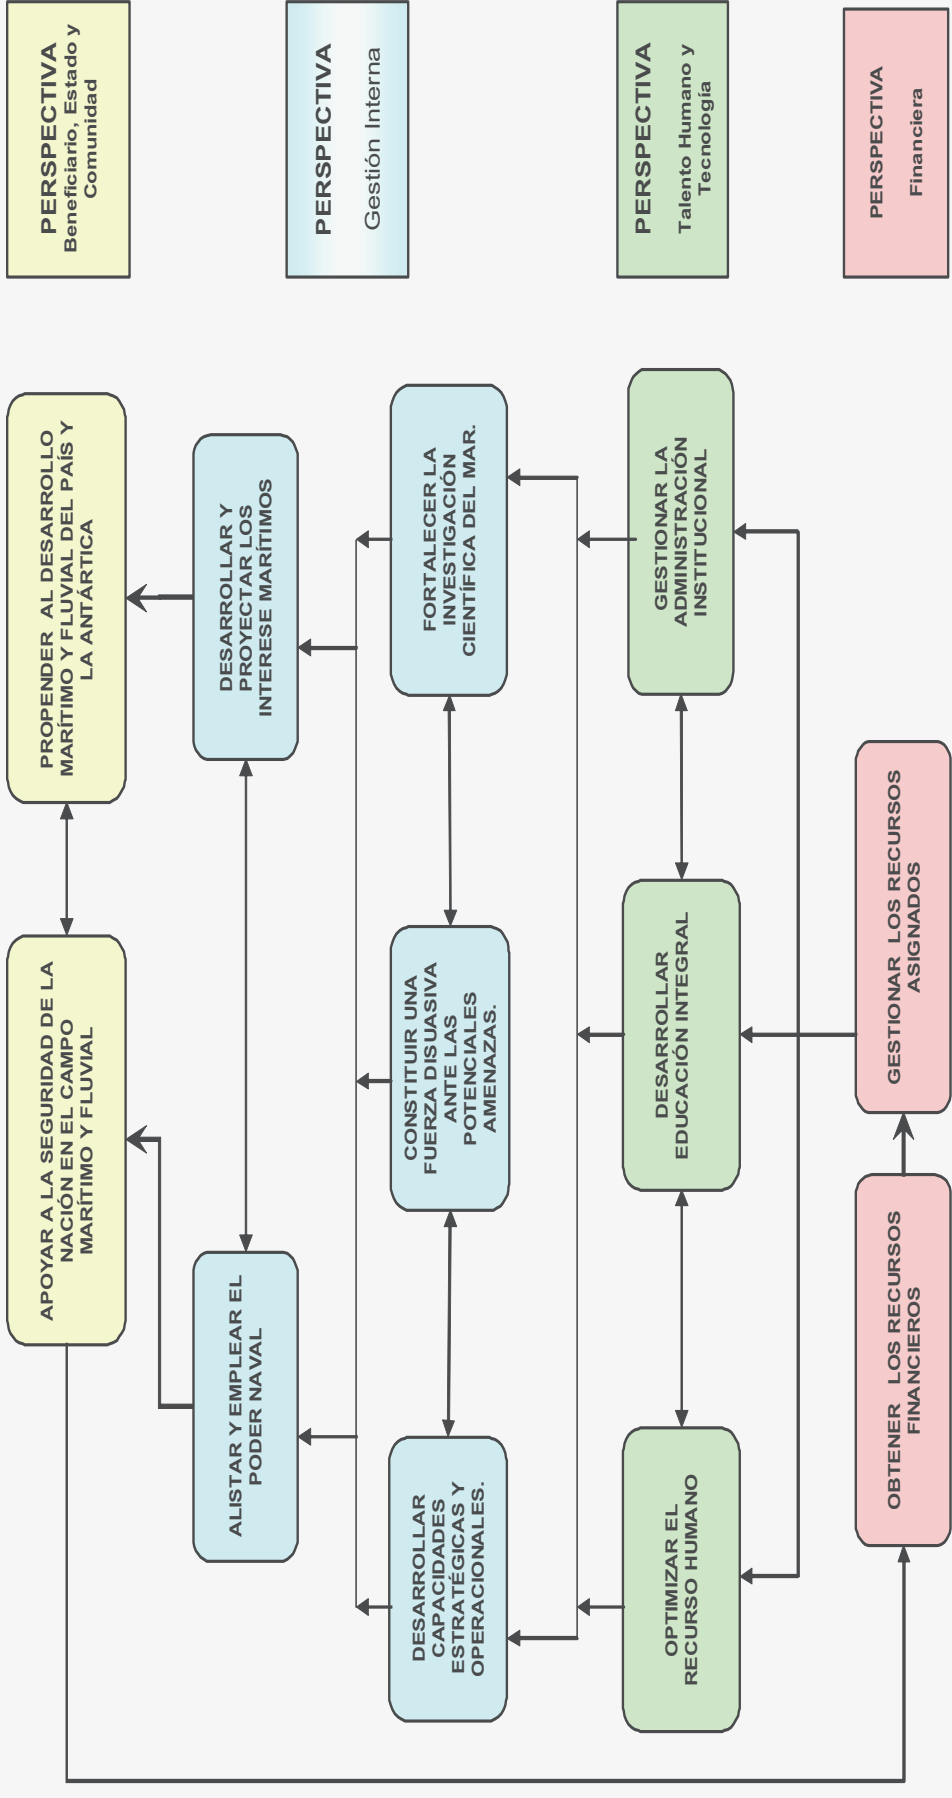 APOYAR A LA SEGURIDAD DE LA
NACIÓN EN EL CAMPO
MARÍTIMO Y FLUVIAL
PROPENDER AL DESARROLLO
MARÍTIMO Y FLUVIAL DEL PAÍS Y
LA ANTÁRTICA
PERSPECTIVA
Beneficiario, Estado y
Comunidad
ALISTAR Y EMPLEAR EL
PODER NAVAL
DESARROLLAR Y
PROYECTAR LOS
INTERESE MARÍTIMOS
PERSPECTIVA
Gestión Interna
DESARROLLAR
CAPACIDADES
ESTRATÉGICAS Y
OPERACIONALES.
CONSTITUIR UNA
FUERZA DISUASIVA
ANTE LAS
POTENCIALES
AMENAZAS.
FORTALECER LA
INVESTIGACIÓN
CIENTÍFICA DEL MAR.
OPTIMIZAR EL
RECURSO HUMANO
DESARROLLAR
EDUCACIÓN INTEGRAL
GESTIONAR LA
ADMINISTRACIÓN
INSTITUCIONAL
PERSPECTIVA
Talento Humano y
Tecnología
OBTENER LOS RECURSOS
FINANCIEROS
GESTIONAR LOS RECURSOS
ASIGNADOS
PERSPECTIVA
Financiera